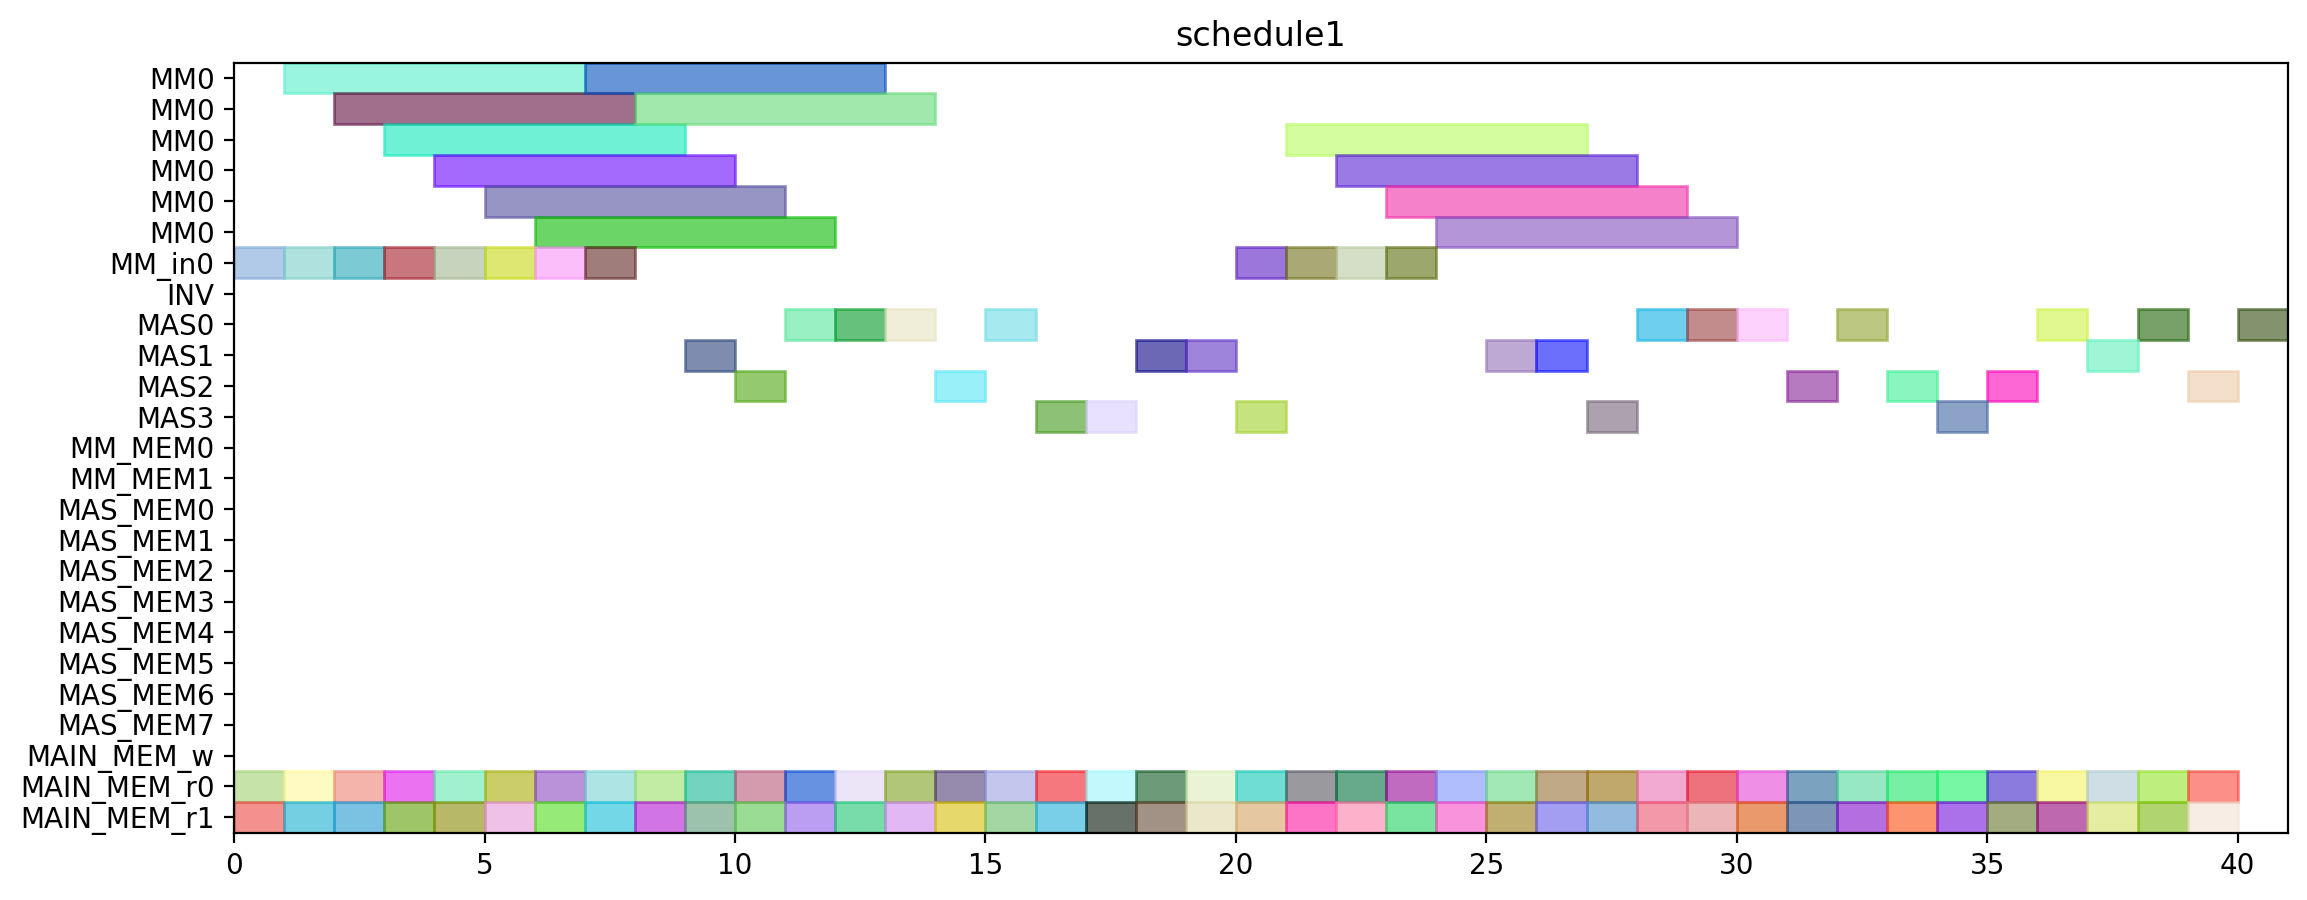 schedule1
MM0
MM0
MM0
MM0
MM0
MM0
MM_in0
INV
MAS0
MAS1
MAS2
MAS3
MM_MEM0
MM_MEM1
MAS_MEM0
MAS_MEM1
MAS_MEM2
MAS_MEM3
MAS_MEM4
MAS_MEM5
MAS_MEM6
MAS_MEM7
MAIN_MEM_w
MAIN_MEM_r0
MAIN_MEM_r1
0 5 10 15 20 25 30 35 40